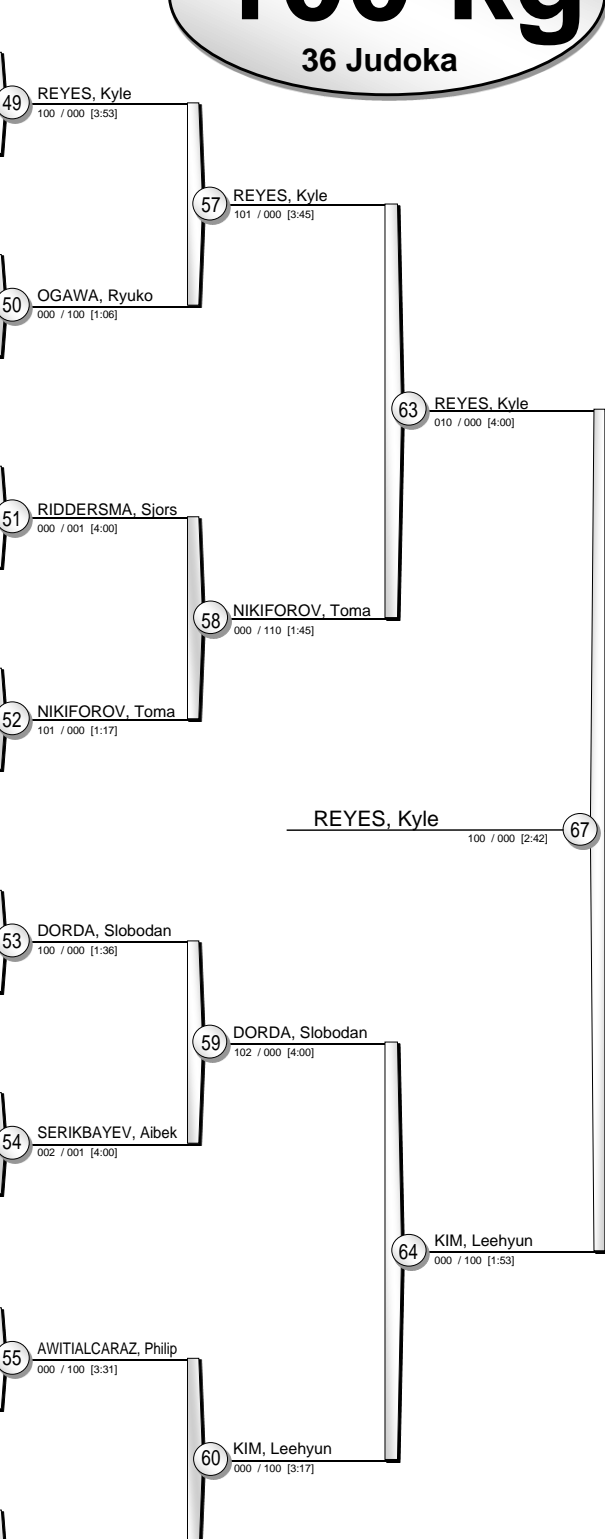 36 Judoka
49 REYES, Kyle
100 / 000 [3:53]
57 REYES, Kyle
101 / 000 [3:45]
50 OGAWA, Ryuko
000 / 100 [1:06]
63 REYES, Kyle
010 / 000 [4:00]
51 RIDDERSMA, Sjors
000 / 001 [4:00]
58 NIKIFOROV, Toma
000 / 110 [1:45]
52 NIKIFOROV, Toma
101 / 000 [1:17]
REYES, Kyle 67
100 / 000 [2:42]
53 DORDA, Slobodan
100 / 000 [1:36]
59 DORDA, Slobodan
102 / 000 [4:00]
54 SERIKBAYEV, Aibek
002 / 001 [4:00]
64 KIM, Leehyun
000 / 100 [1:53]
55 AWITIALCARAZ, Philip
000 / 100 [3:31]
60 KIM, Leehyun
000 / 100 [3:17]